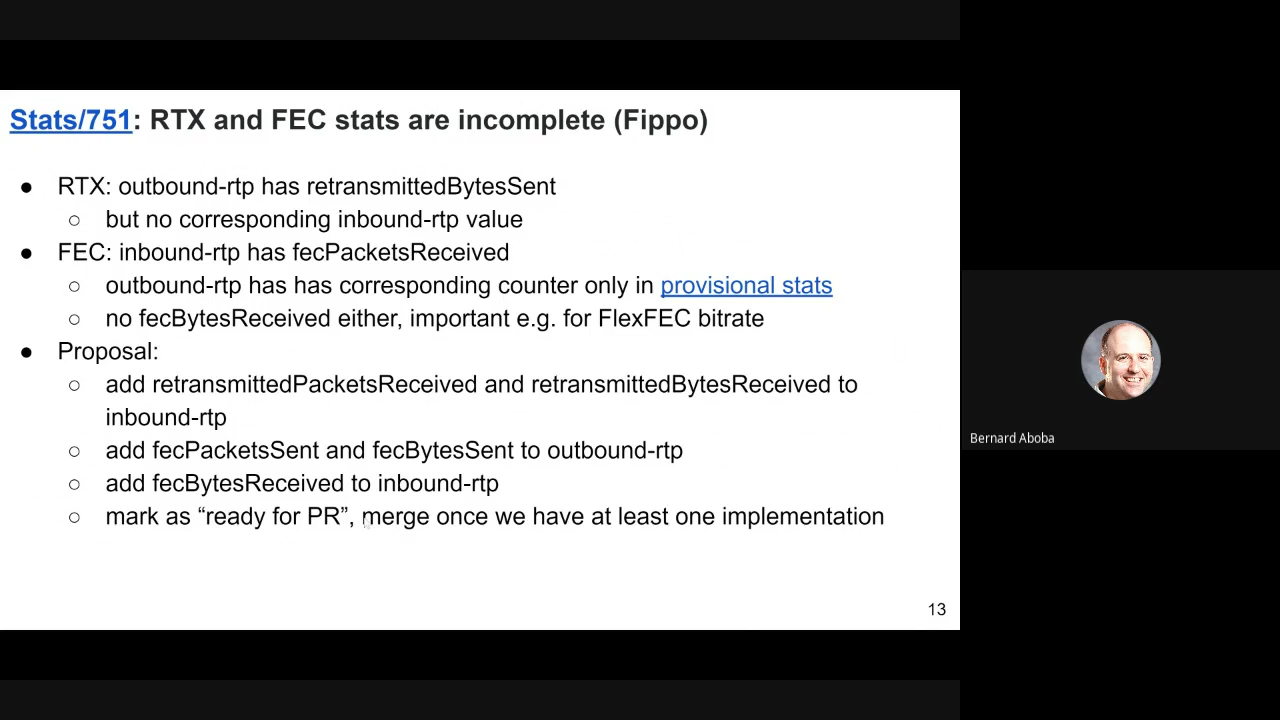 Stats/751: RTX and FEC stats are incomplete (Fippo)
● RTX: outbound-rtp has retransmittedBytesSent
○ but no corresponding inbound-rtp value
● FEC: inbound-rtp has fecPacketsReceived
○ outbound-rtp has has corresponding counter only in provisional stats
○ no fecBytesReceived either, important e.g. for FlexFEC bitrate
● Proposal:
○ add retransmittedPacketsReceived and retransmittedBytesReceived to
inbound-rtp
○ add fecPacketsSent and fecBytesSent to outbound-rtp
○ add fecBytesReceived to inbound-rtp
○ mark as “ready for PR”, merge once we have at least one implementation
13
Bernard Aboba